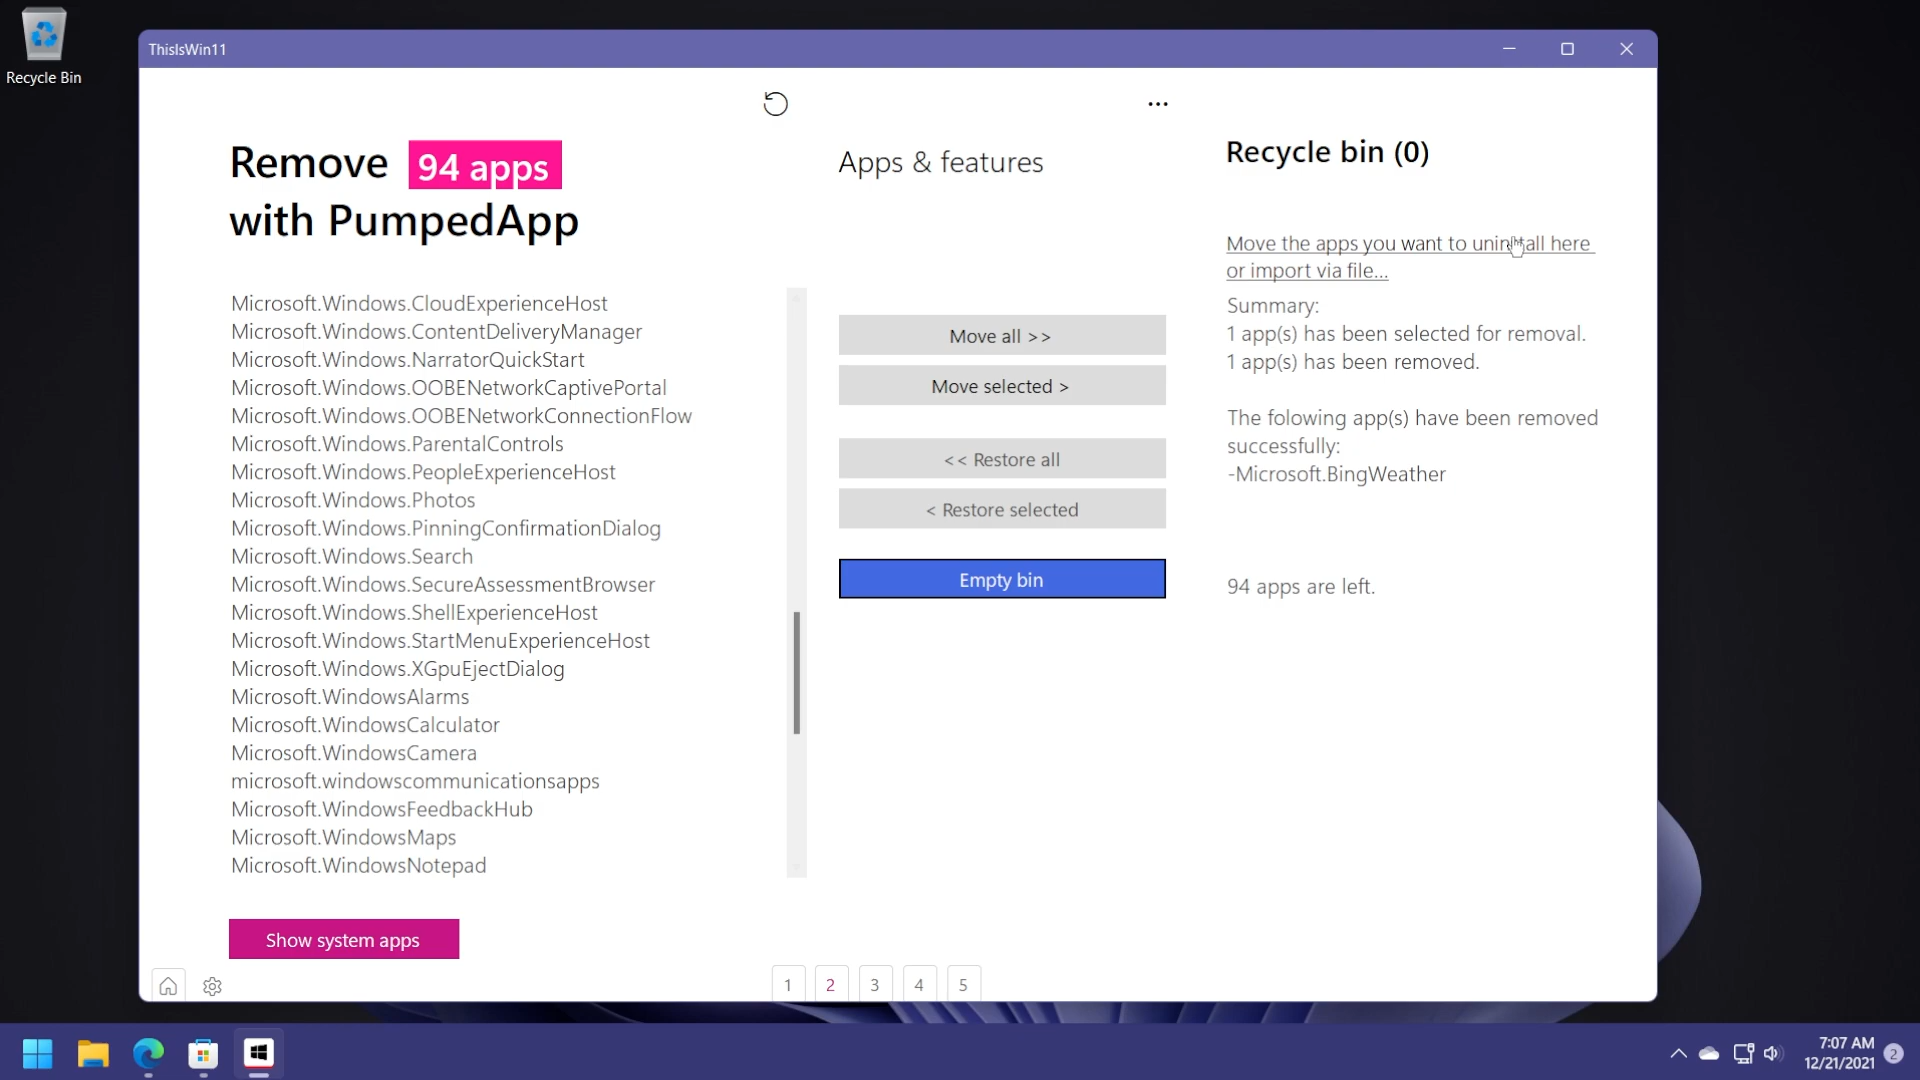 Recycle Bin
ThisIsWin11
Remove 94 apps
with PumpedApp
Microsoft.Windows.CloudExperienceHost
Microsoft.Windows.ContentDeliveryManager
Microsoft.Windows.NarratorQuickStart
Microsoft.Windows.OOBENetworkCaptivePortal
Microsoft.Windows.OOBENetworkConnectionFlow
Microsoft.Windows.ParentalControls
Microsoft.Windows.PeopleExperienceHost
Microsoft.Windows.Photos
Microsoft.Windows.PinningConfirmationDialog
Microsoft.Windows.Search
Microsoft.Windows.SecureAssessmentBrowser
Microsoft.Windows.ShellExperienceHost
Microsoft.Windows.StartMenuExperienceHost
Microsoft.Windows.XGpuEjectDialog
Microsoft.WindowsAlarms
Microsoft.WindowsCalculator
Microsoft.WindowsCamera
microsoft.windowscommunicationsapps
Microsoft.WindowsFeedbackHub
Microsoft.WindowsMaps
Microsoft.WindowsNotepad
Show system apps
...
Apps & features
Move all >>
Move selected >
<< Restore all
< Restore selected
Empty bin
Recycle bin (0)
Move the apps you want to uninstall here
or import via file...
Summary:
1 app(s) has been selected for removal.
1 app(s) has been removed.
The folowing app(s) have been removed
successfully:
-Microsoft.BingWeather
94 apps are left.
1 2 3 4 5
7:07 AM
12/21/2021
2